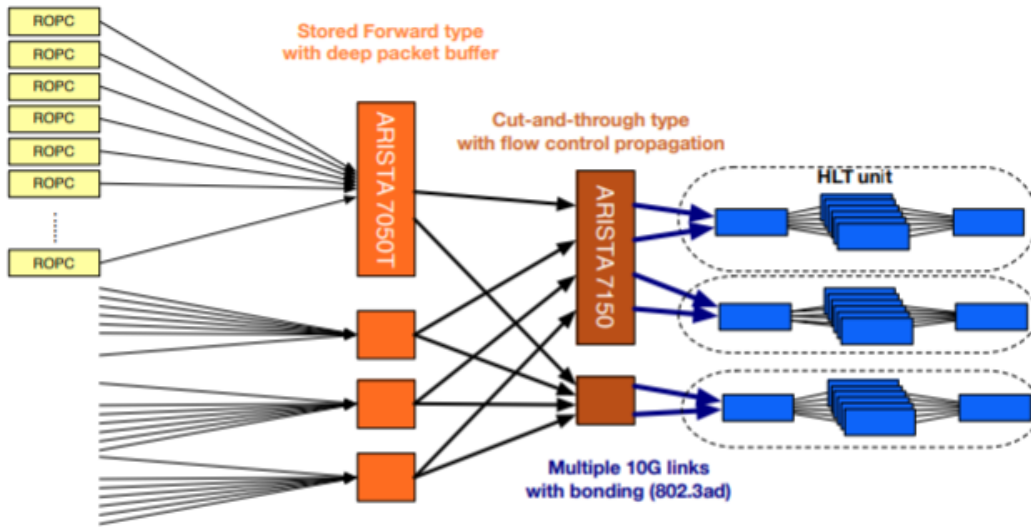 ROPC
ROPC
ROPC
ROPC
ROPC
ROPC
ROPC
Stored Forward type
with deep packet buffer
ARISTA 7050T
Cut-and-through type
with flow control propagation
ARISTA 7150
HLT unit
Multiple 10G links
with bonding (802.3ad)